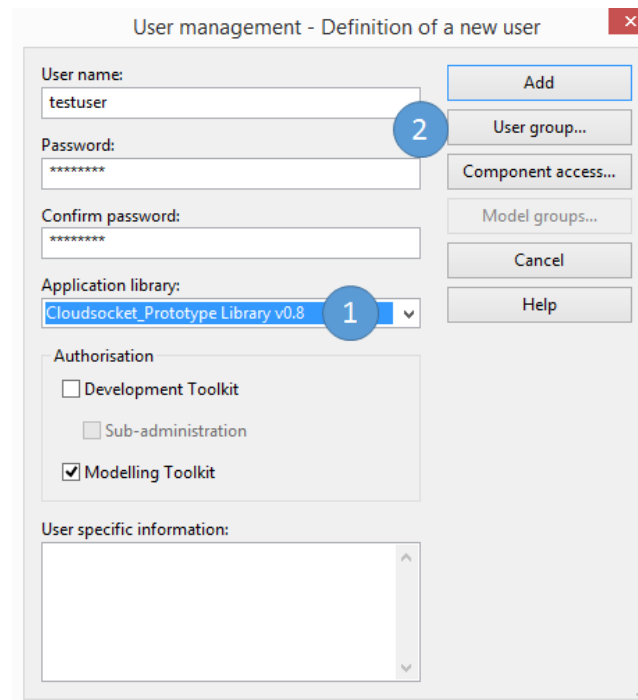 User management - Definition of a new user
User name:
testuser
Password:
********
Confirm password:
********
Application library:
Cloudsocket_Prototype Library v0.8
1
Authorisation
Development Toolkit
Sub-administration
Modelling Toolkit
User specific information:
Add
2
User group...
Component access...
Model groups...
Cancel
Help